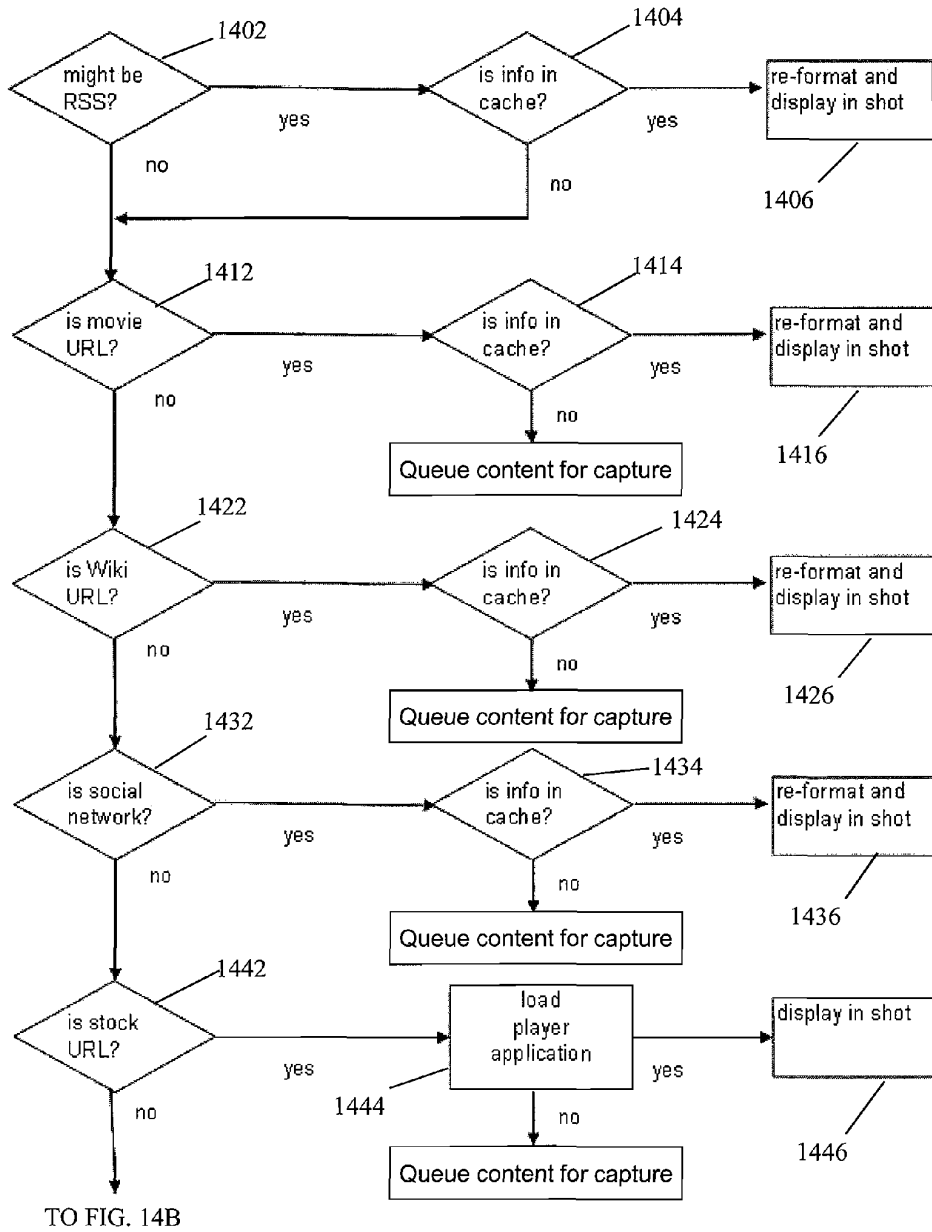 1402
1404
might be
RSS?
yes
is info in
cache?
yes
re-format and
display in shot
no
no
1406
1412
1414
is movie
URL?
yes
is info in
cache?
yes
re-format and
display in shot
no
no
1416
Queue content for capture
1422
1424
is Wiki
URL?
yes
is info in
cache?
yes
re-format and
display in shot
no
no
1426
Queue content for capture
1432
1434
is social
network?
yes
is info in
cache?
yes
re-format and
display in shot
no
no
1436
Queue content for capture
1442
is stock
URL?
yes
load
player
application
yes
display in shot
1444
no
no
1446
Queue content for capture
TO FIG. 14B